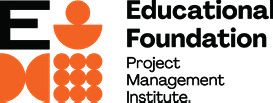 E
Educational
Foundation
Project
Management
Institute.